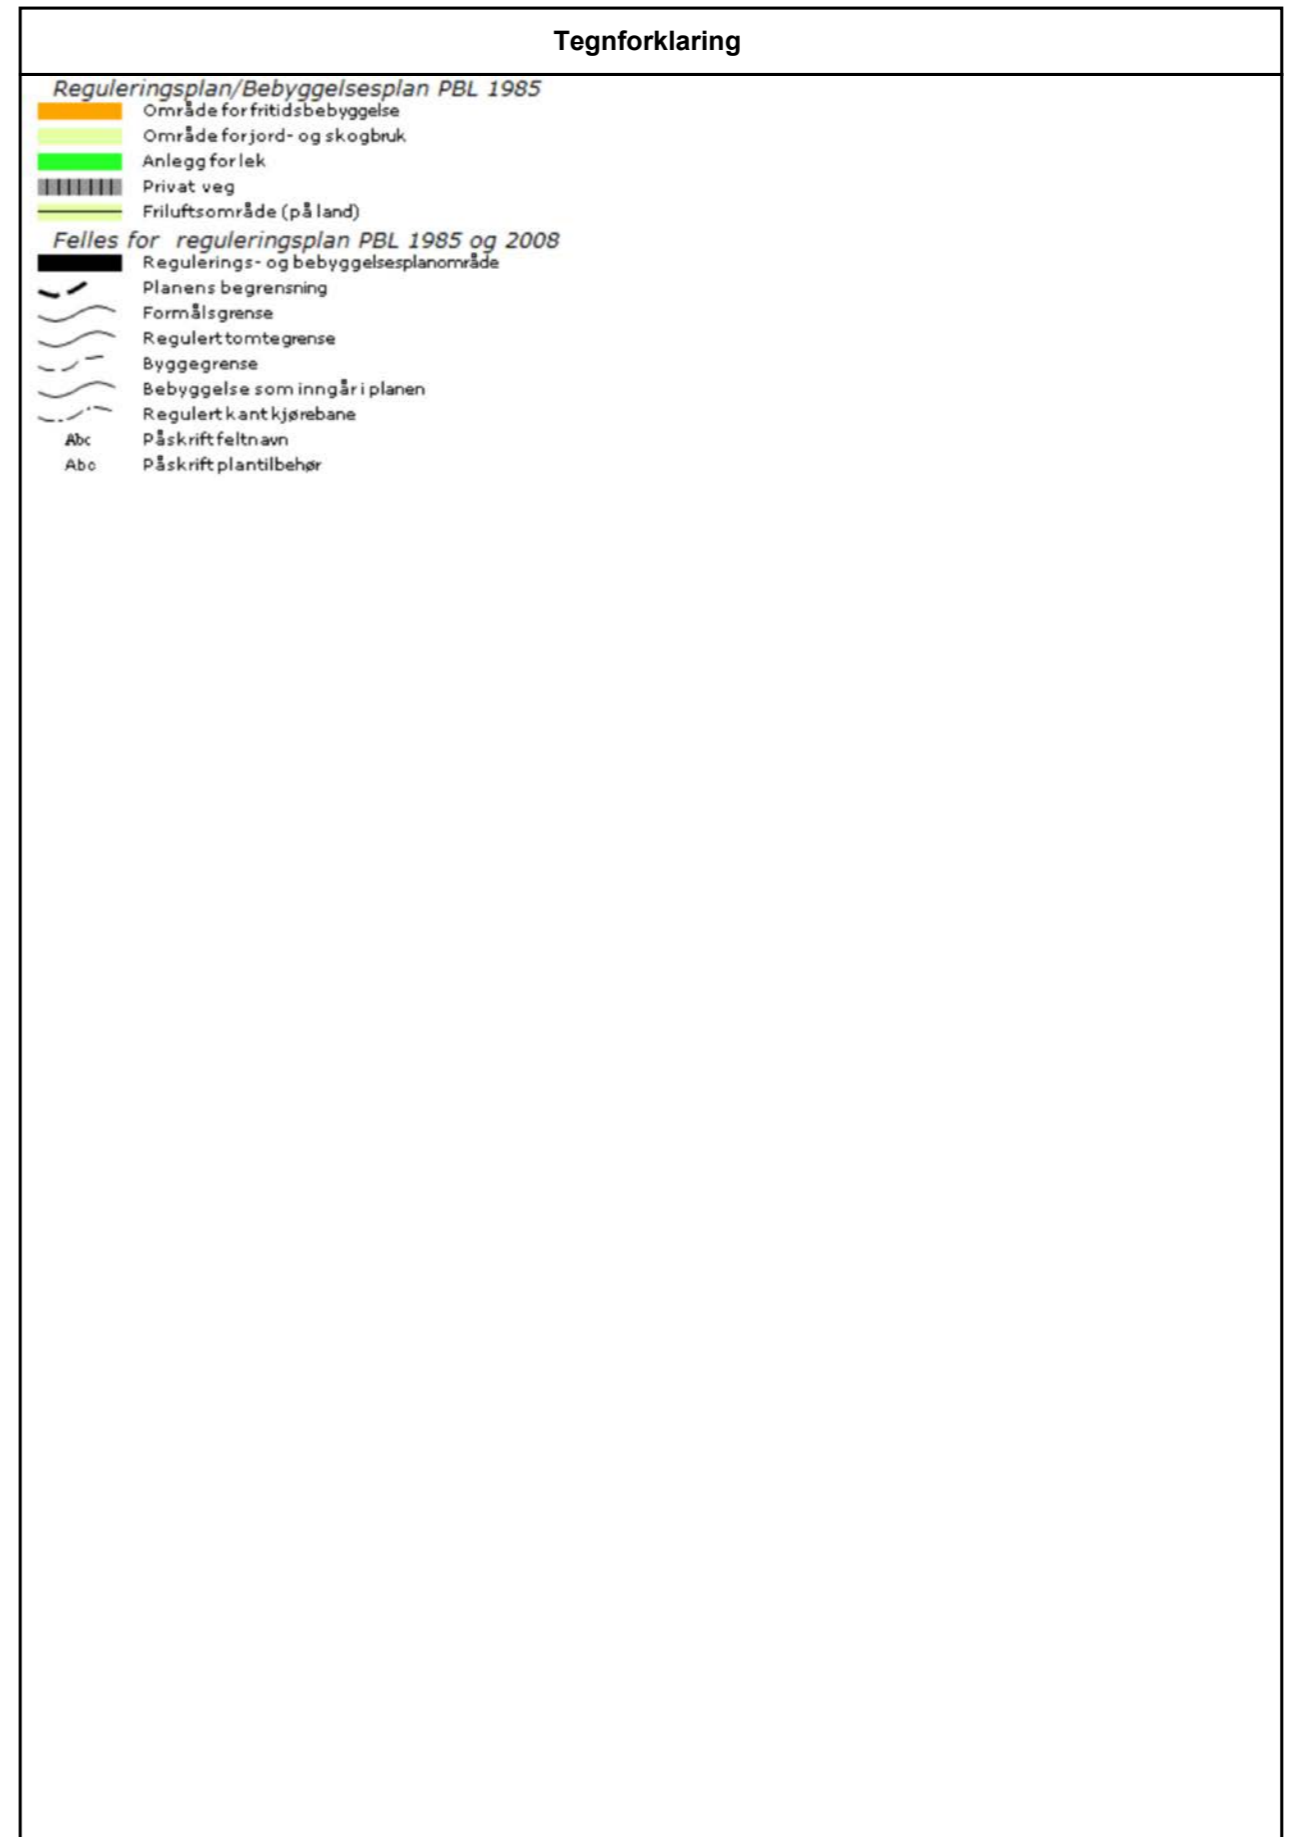 Tegnforklaring
Reguleringsplan/Bebyggelsesplan PBL 1985
Område for fritidsbebyggelse
Område for jord- og skogbruk
Anlegg for lek
Privat veg
Friluftsområde (på land)
Felles for reguleringsplan PBL 1985 og 2008
Regulerings- og bebyggelsesplanområde
Planens begrensning
Formålsgrense
Regulert tomtegrense
Byggegrense
Bebyggelse som inngår i planen
Regulert kant kjørebane
Abc Påskrift feltnavn
Abc Påskrift plantilbehør